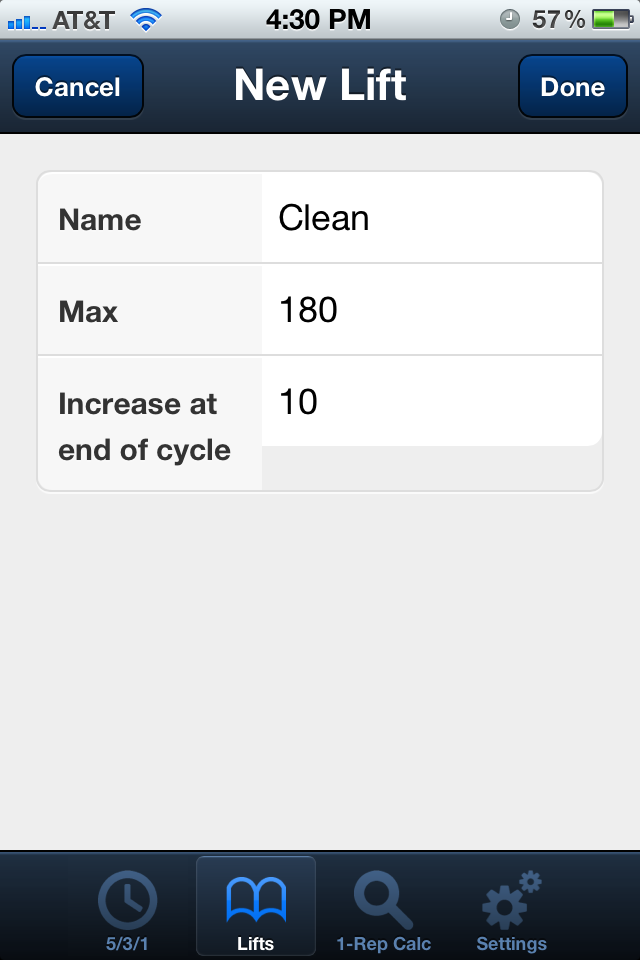 AT&T 4:30 PM 57%
Cancel New Lift Done
Name Clean
Max 180
Increase at 10
end of cycle
5/3/1 Lifts 1-Rep Calc Settings